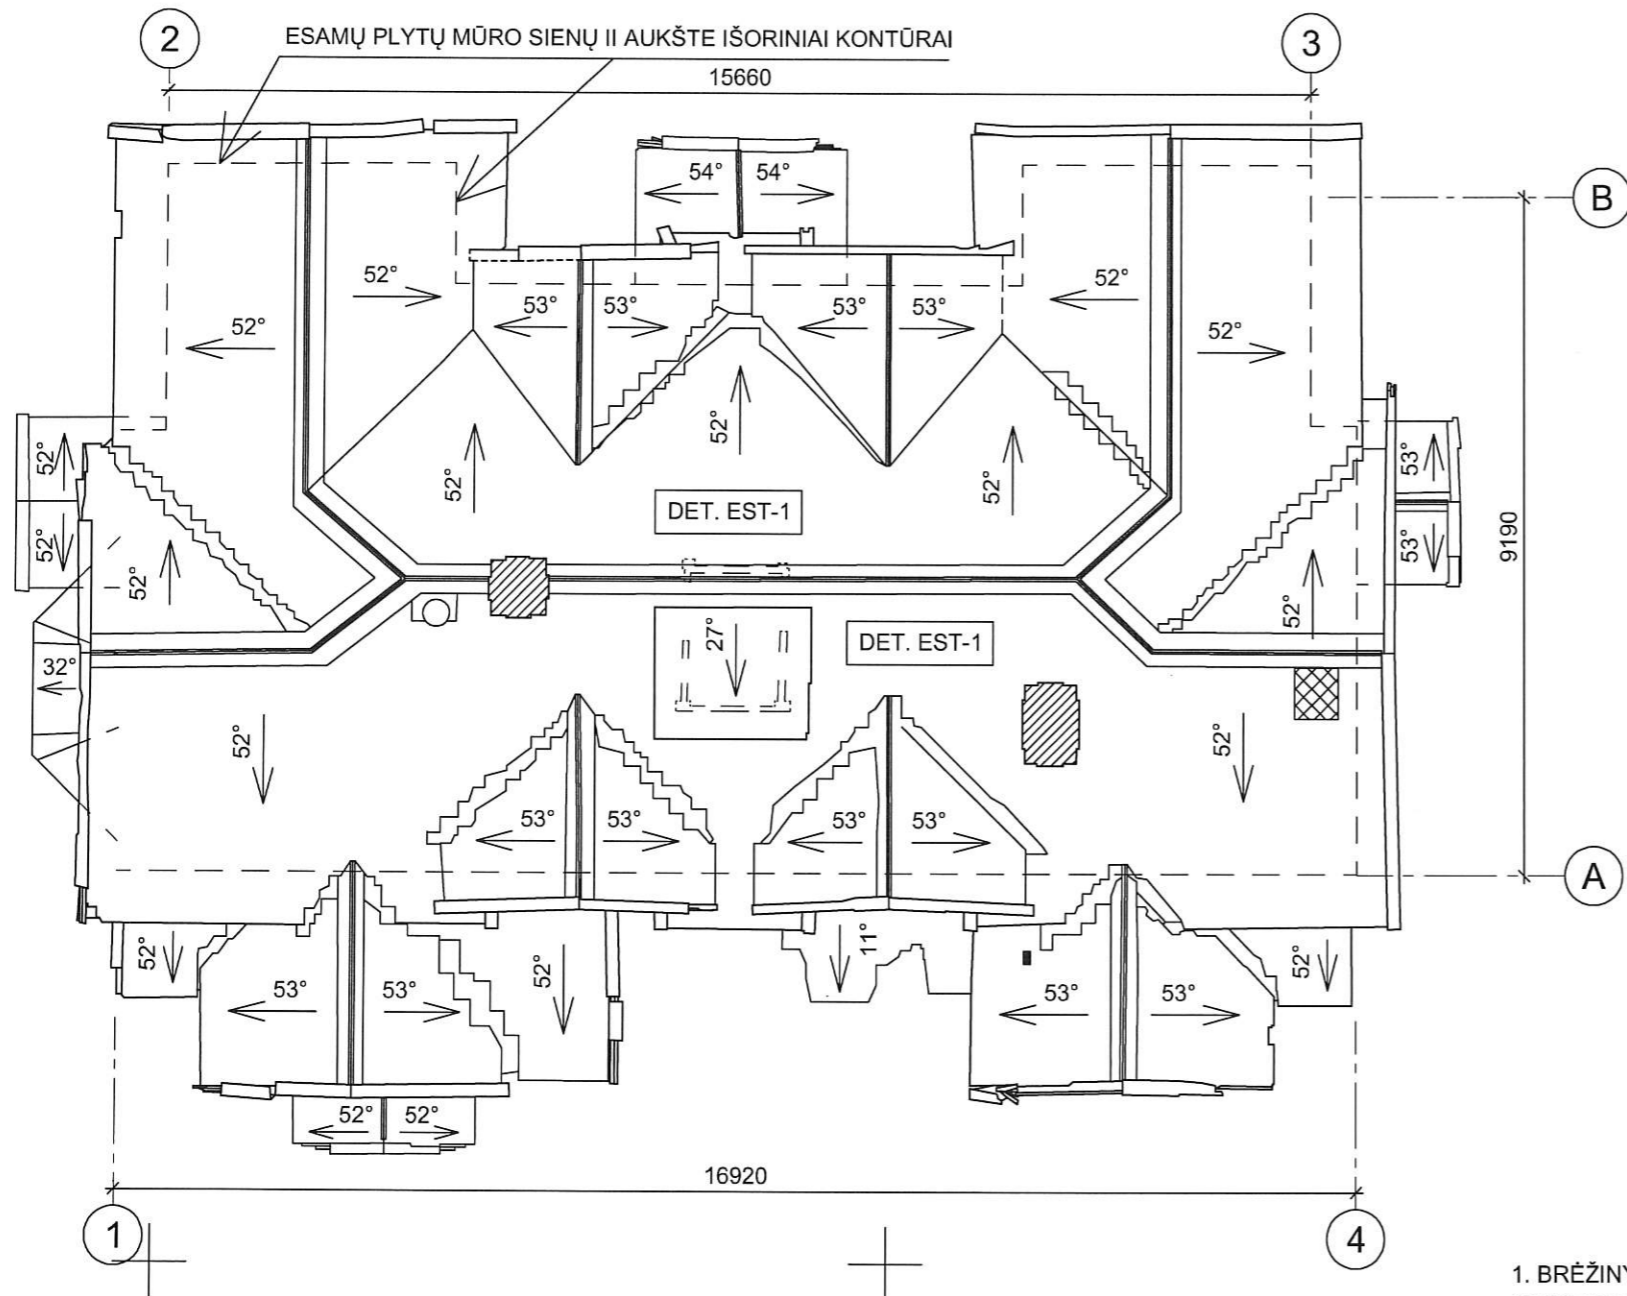 2
ESAMŲ PLYTŲ MŪRO SIENŲ II AUKŠTE IŠORINIAI KONTŪRAI
3
15660
54° 54°
B
52° 52°
53° 53° 53° 53°
52° 52°
52° 52° 52°
52° 52°
53° 53°
DET. EST-1
9190
52° 52°
32°
27°
DET. EST-1
52° 52°
53° 53° 53° 53°
A
52° 52° 11° 52°
53° 53° 53° 53°
52° 52°
16920
1
4
1. BRĖŽINY